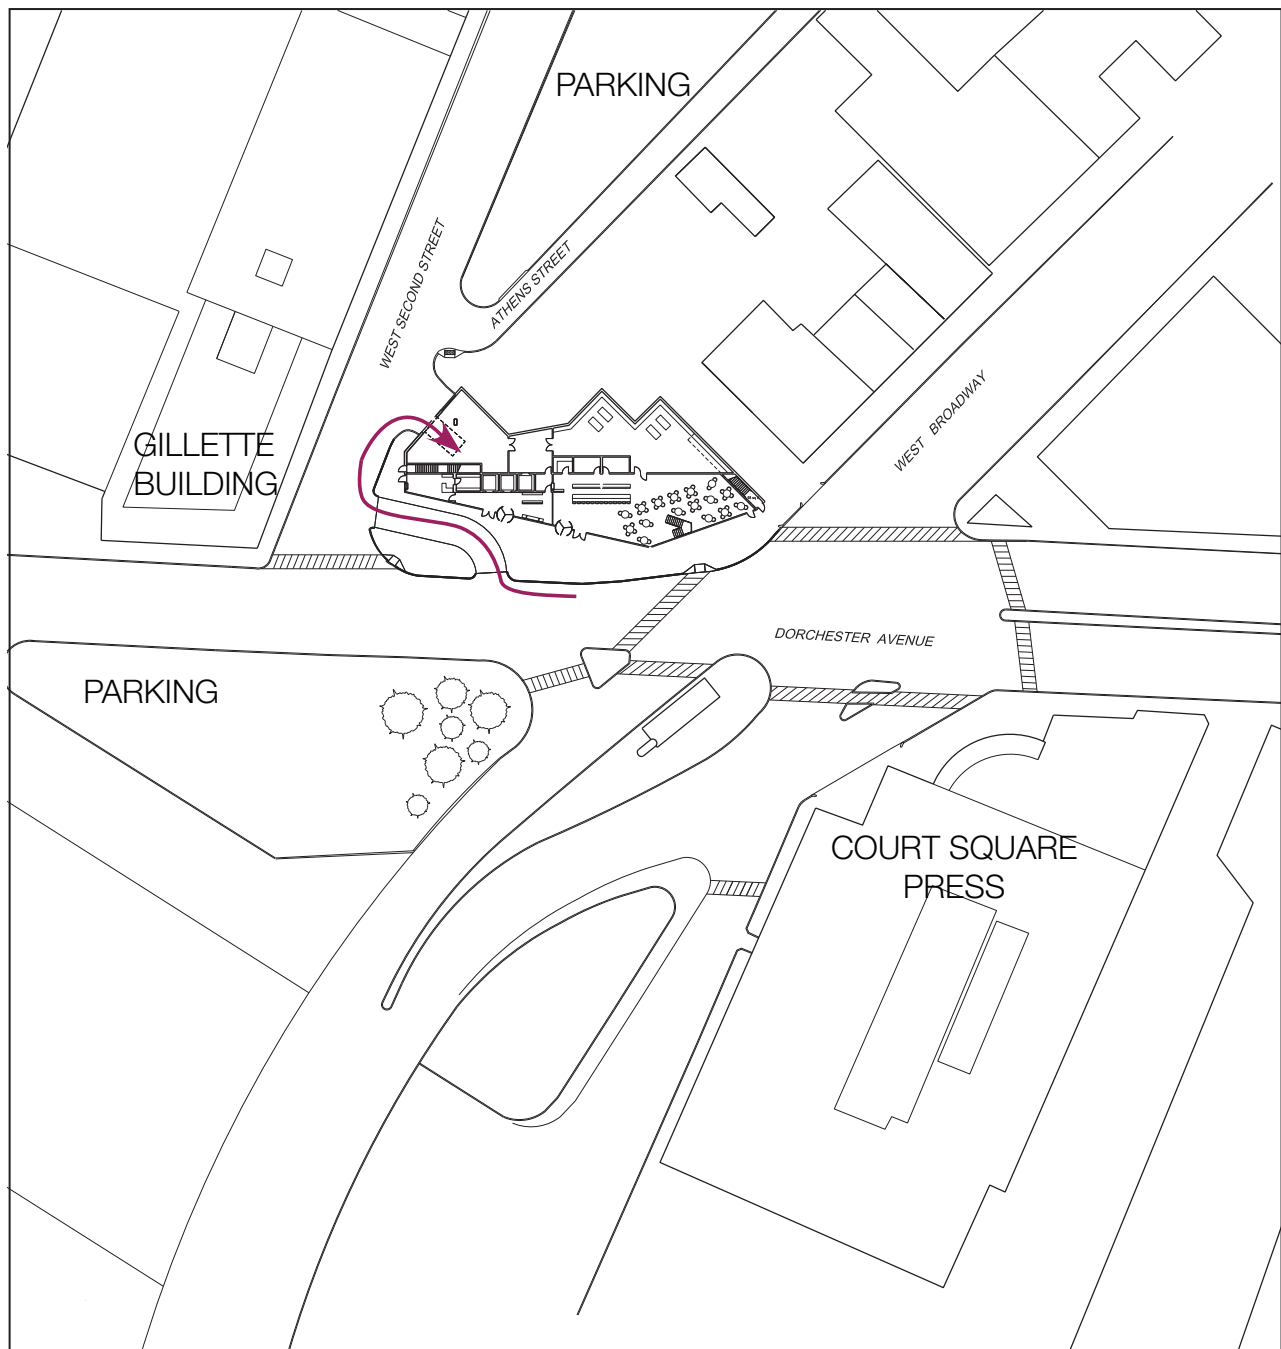 PARKING
WEST SECOND STREET
ATHENS STREET
WEST BROADWAY
GILLETTE
BUILDING
DORCHESTER AVENUE
PARKING
COURT SQUARE
PRESS